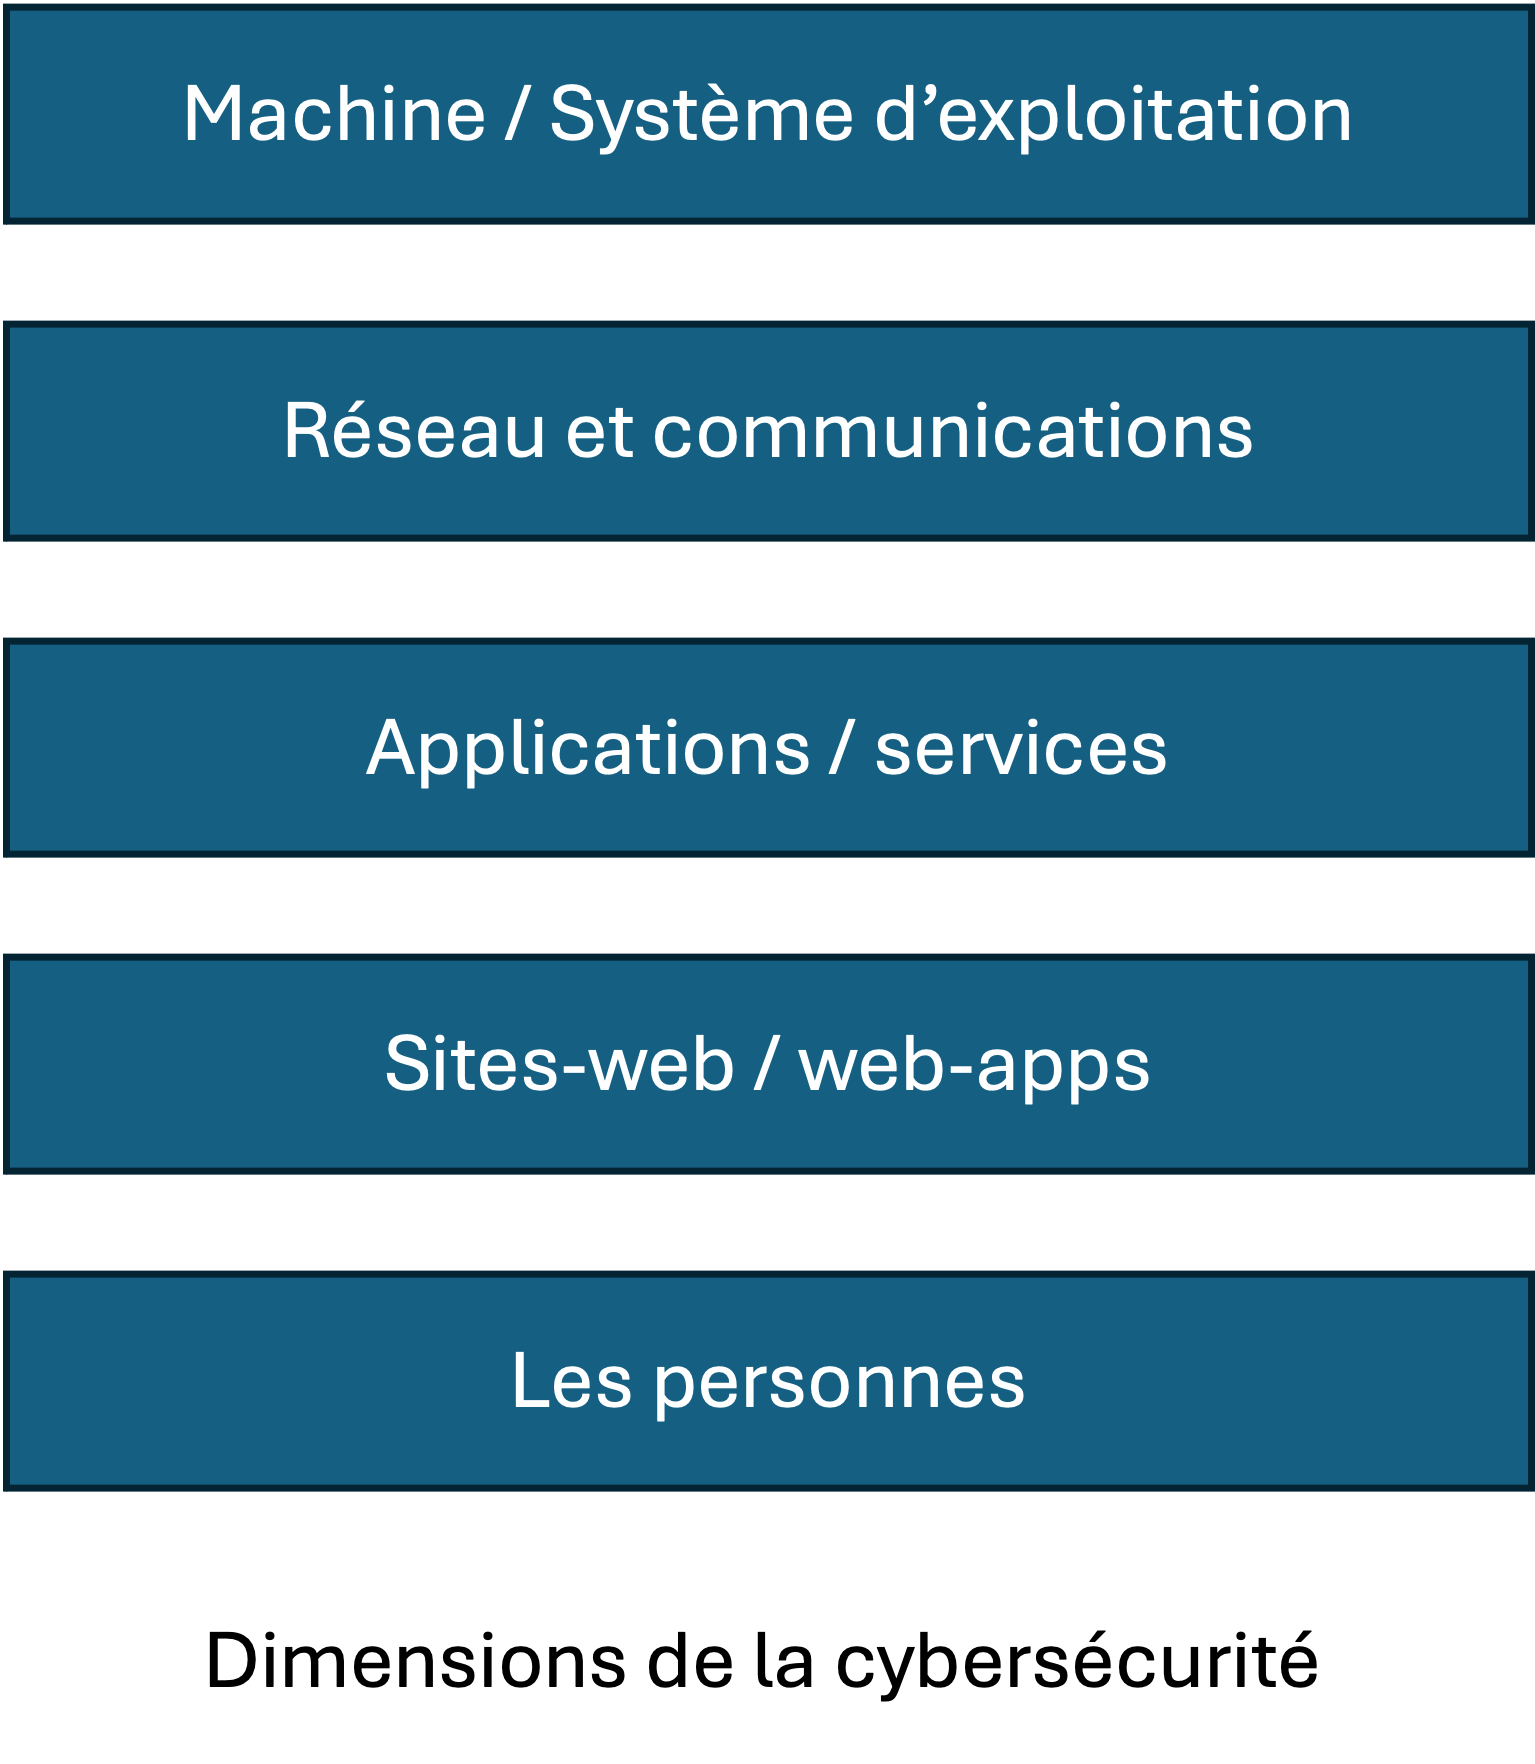 Machine / Système d’exploitation
Réseau et communications
Applications / services
Sites-web / web-apps
Les personnes
Dimensions de la cybersécurité